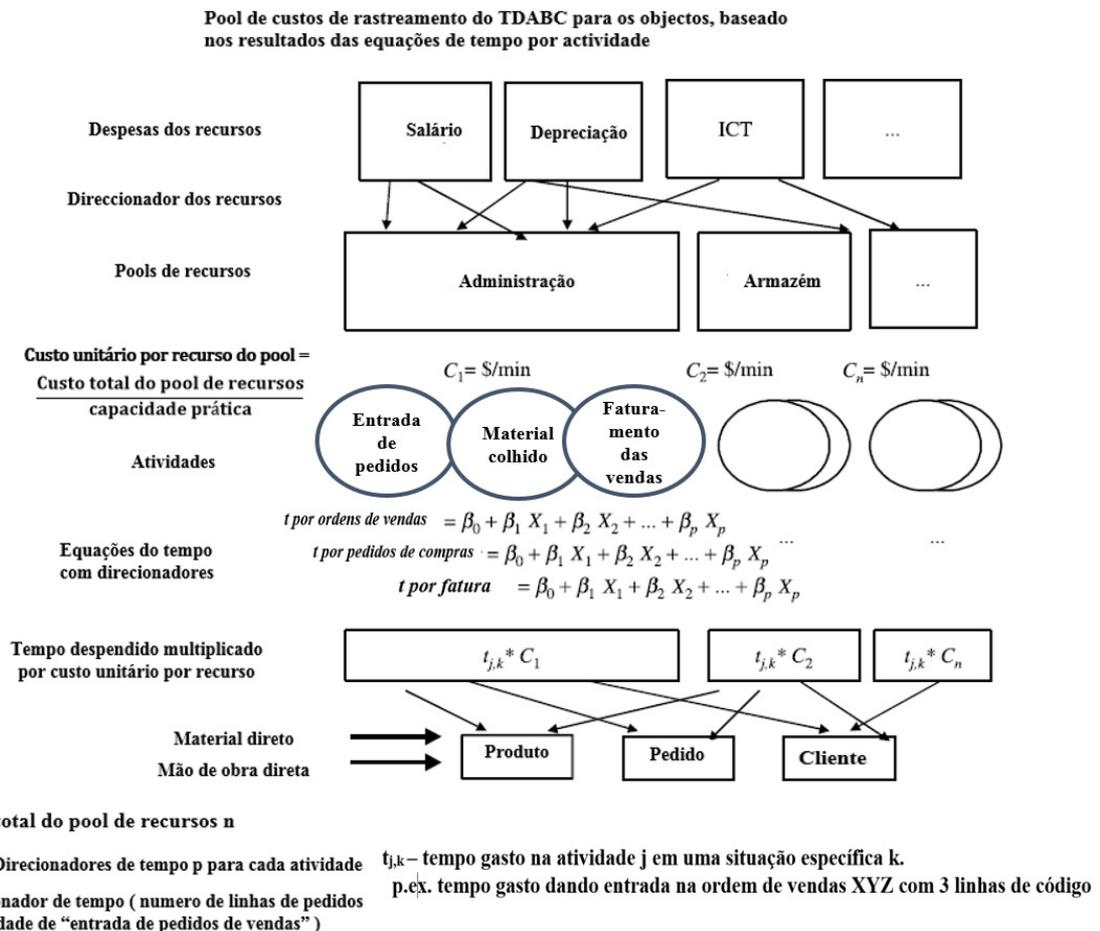 Pool de custos de rastreamento do TDABC para os objectos, baseado
nos resultados das equações de tempo por actividade
Despesas dos recursos
Salário
Depreciação
ICT
...
Direccionador dos recursos
Pools de recursos
Administração
Armazém
...
Custo unitário por recurso do pool =
Custo total do pool de recursos
capacidade prática
C₁= $/min
C₂= $/min
Cₙ= $/min
Atividades
Entrada
de
pedidos
Material
colhido
Fatura-
mento
das
vendas
Equações do tempo
com direcionadores
t por ordens de vendas = β₀ + β₁ X₁ + β₂ X₂ + ... + βₚ Xₚ
t por pedidos de compras = β₀ + β₁ X₁ + β₂ X₂ + ... + βₚ Xₚ
t por fatura = β₀ + β₁ X₁ + β₂ X₂ + ... + βₚ Xₚ
...
...
Tempo despendido multiplicado
por custo unitário por recurso
t j,k * C₁
t j,k * C₂
t j,k * Cₙ
Material direto
Mão de obra direta
Produto
Pedido
Cliente
total do pool de recursos n
Direcionadores de tempo p para cada atividade
nador de tempo ( numero de linhas de pedidos
dade de “entrada de pedidos de vendas” )
tj,k – tempo gasto na atividade j em uma situação específica k.
p.ex. tempo gasto dando entrada na ordem de vendas XYZ com 3 linhas de código